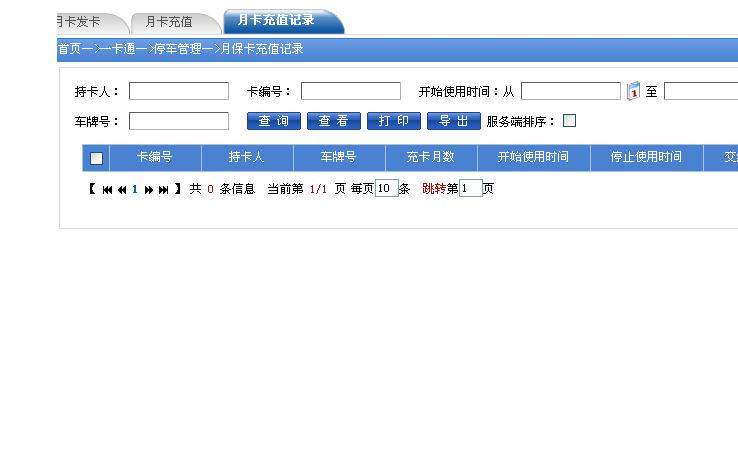 月卡发卡 月卡充值 月卡充值记录
首页—>一卡通—>停车管理—>月保卡充值记录
持卡人： 卡编号： 开始使用时间：从 1 至
车牌号： 查 询 查 看 打 印 导 出 服务端排序：
卡编号 持卡人 车牌号 充卡月数 开始使用时间 停止使用时间
【 1 】 共 0 条信息 当前第 1/1 页 每页10条 跳转第1页